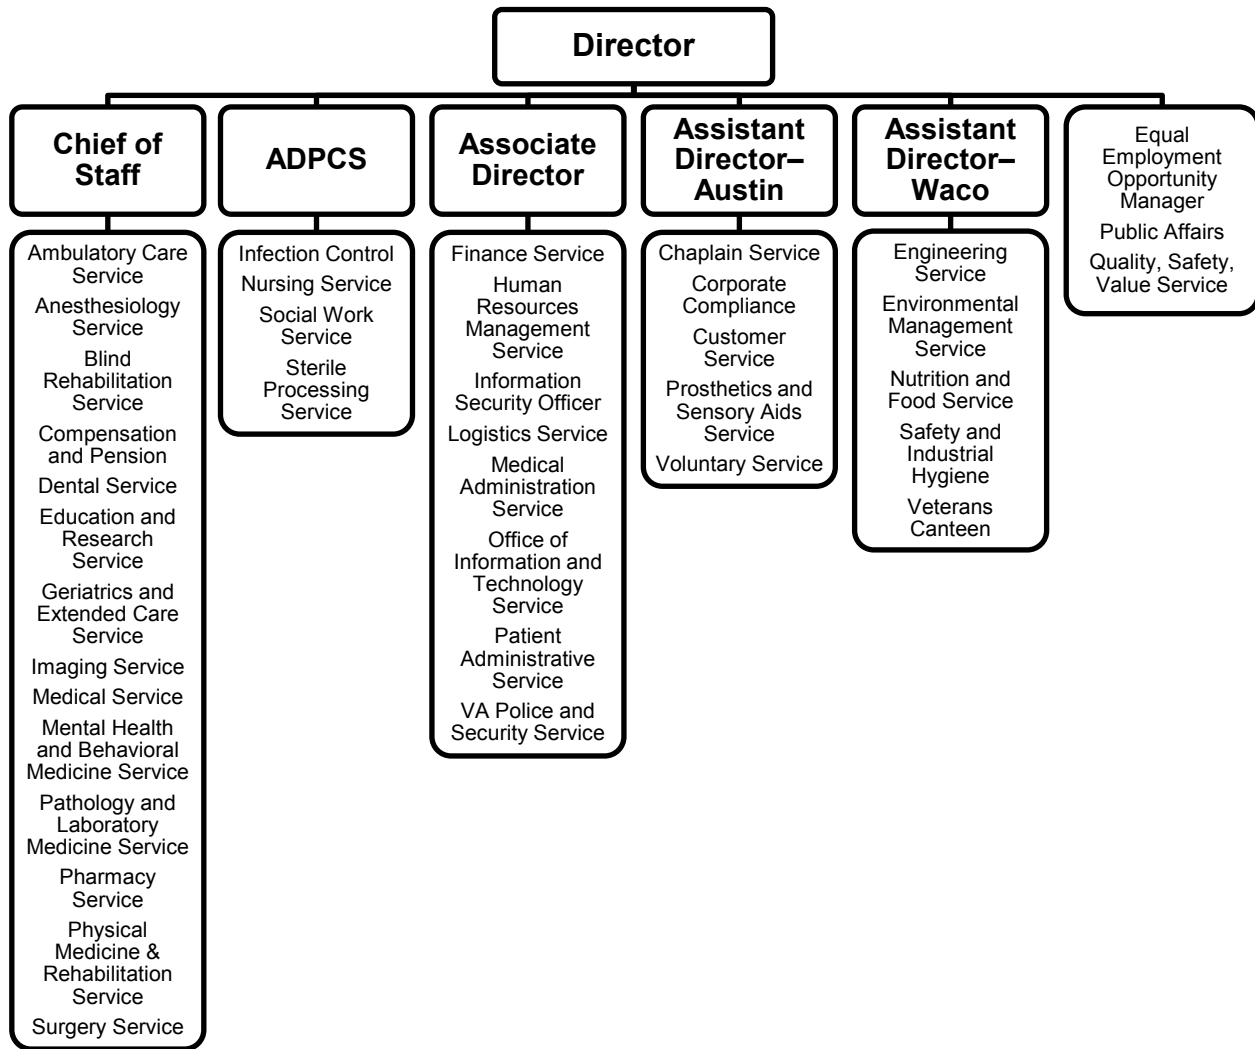 Director
Chief of
Staff
ADPCS
Associate
Director
Assistant
Director–
Austin
Assistant
Director–
Waco
Equal
Employment
Opportunity
Manager
Public Affairs
Quality, Safety,
Value Service
Ambulatory Care
Service
Anesthesiology
Service
Blind
Rehabilitation
Service
Compensation
and Pension
Dental Service
Education and
Research
Service
Geriatrics and
Extended Care
Service
Imaging Service
Medical Service
Mental Health
and Behavioral
Medicine Service
Pathology and
Laboratory
Medicine Service
Pharmacy
Service
Physical
Medicine &
Rehabilitation
Service
Surgery Service
Infection Control
Nursing Service
Social Work
Service
Sterile
Processing
Service
Finance Service
Human
Resources
Management
Service
Information
Security Officer
Logistics Service
Medical
Administration
Service
Office of
Information and
Technology
Service
Patient
Administrative
Service
VA Police and
Security Service
Chaplain Service
Corporate
Compliance
Customer
Service
Prosthetics and
Sensory Aids
Service
Voluntary Service
Engineering
Service
Environmental
Management
Service
Nutrition and
Food Service
Safety and
Industrial
Hygiene
Veterans
Canteen